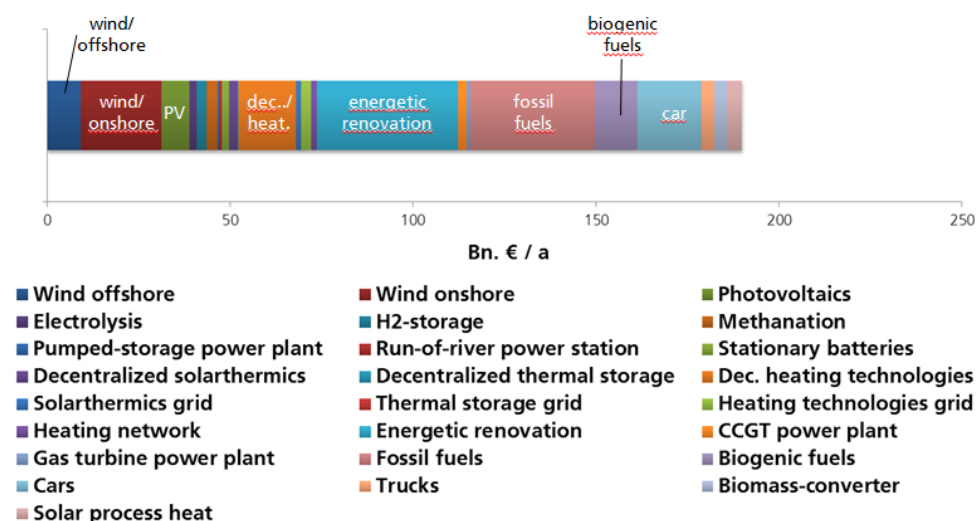 wind/
offshore
biogenic
fuels
wind/
onshore
PV
dec../
heat.
energetic
renovation
fossil
fuels
car
0 50 100 150 200 250
Bn. € / a
Wind offshore Wind onshore Photovoltaics
Electrolysis H2-storage Methanation
Pumped-storage power plant Run-of-river power station Stationary batteries
Decentralized solarthermics Decentralized thermal storage Dec. heating technologies
Solarthermics grid Thermal storage grid Heating technologies grid
Heating network Energetic renovation CCGT power plant
Gas turbine power plant Fossil fuels Biogenic fuels
Cars Trucks Biomass-converter
Solar process heat